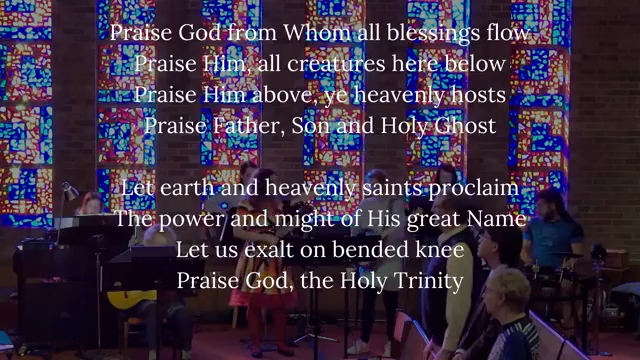 Praise God from Whom all blessings flow
Praise Him, all creatures here below
Praise Him above, ye heavenly hosts
Praise Father, Son and Holy Ghost
Let earth and heavenly saints proclaim
The power and might of His great Name
Let us exalt on bended knee
Praise God, the Holy Trinity